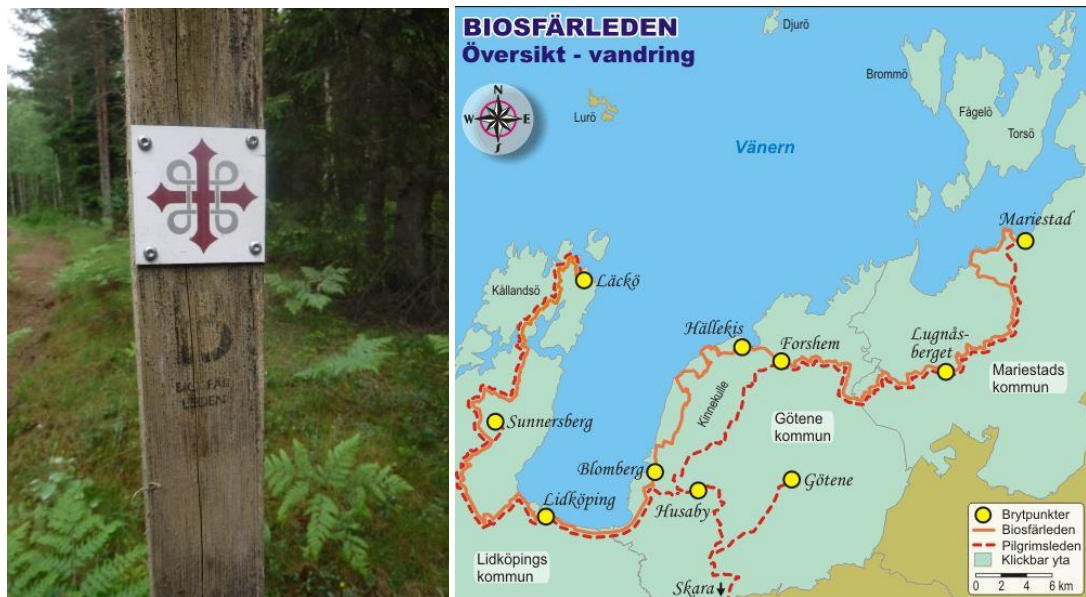 LEDEN
BIOSFÄRLEDEN
Översikt - vandring
N
W
E
S
Djurö
Lurö
Brommö
Fågelö
Torsö
Vänern
Mariestad
Kållandsö
Läckö
Hällekis
Forshem
Lugnås-
berget
Mariestads
kommun
Kinnekulle
Götene
kommun
Sunnersberg
Blomberg
Götene
Lidköping
Husaby
Lidköpings
kommun
Skara
Brytpunkter
Biosfärleden
Pilgrimsleden
Klickbar yta
0 2 4 6 km